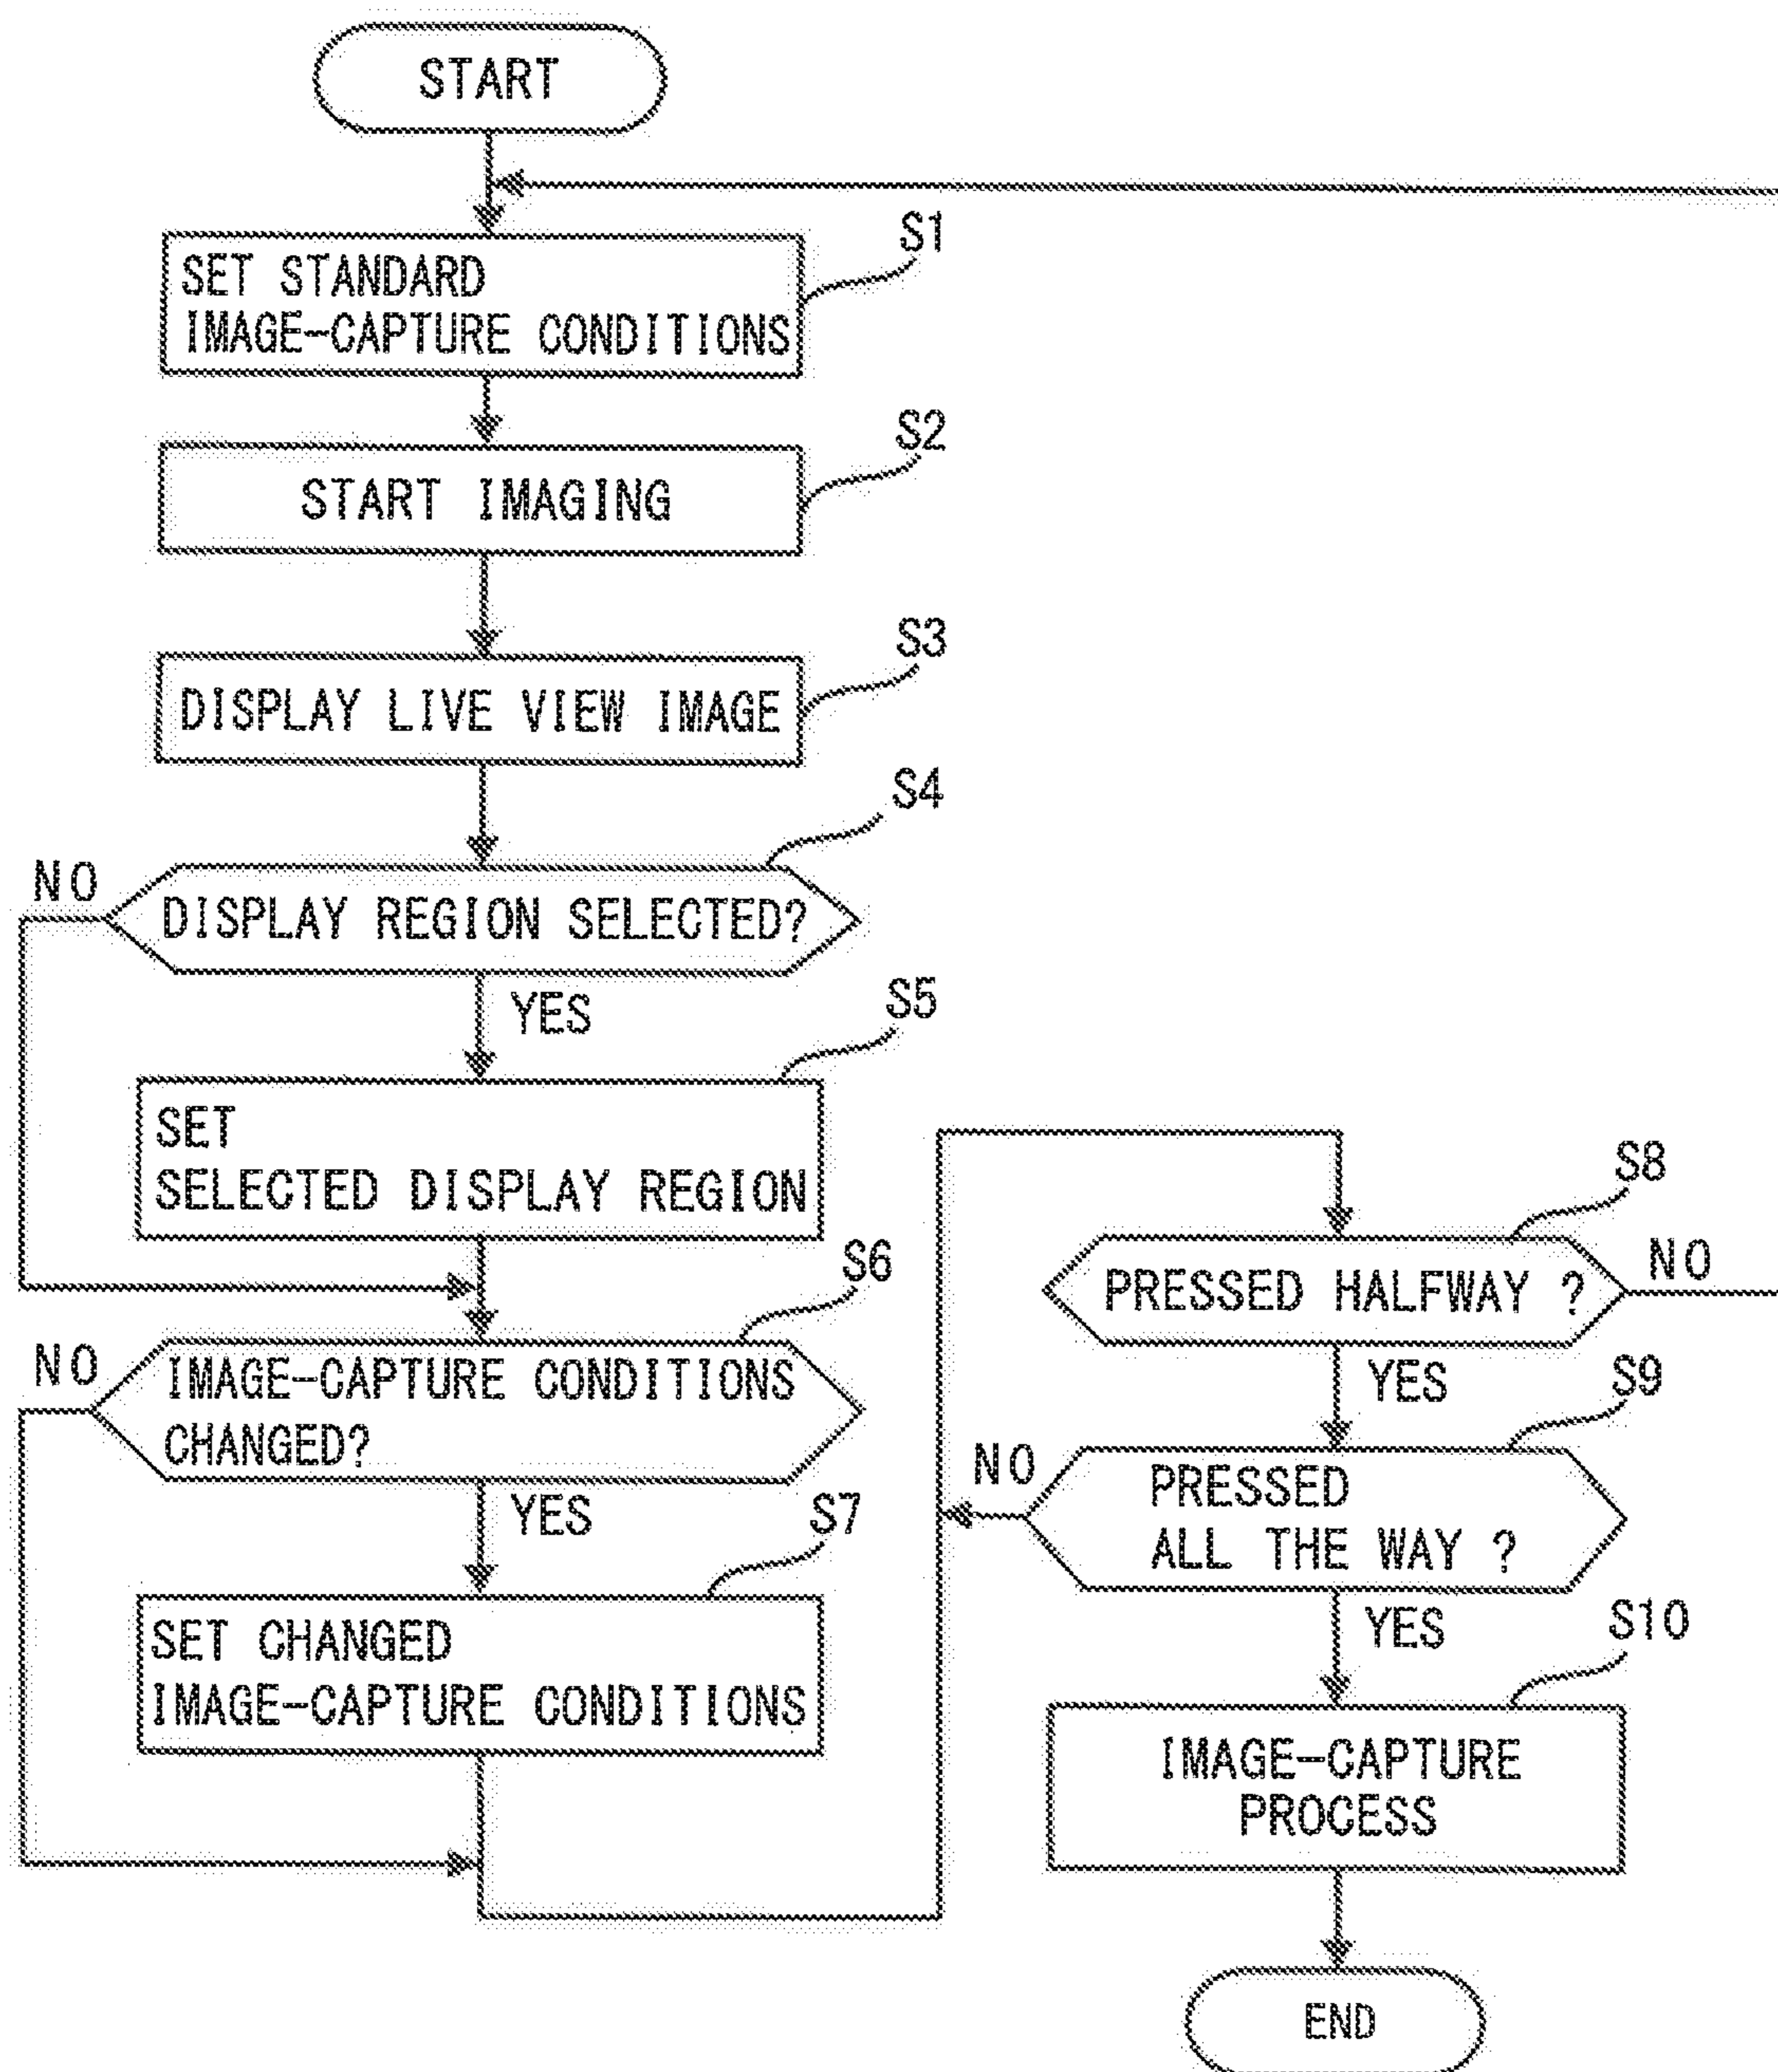 START
S1
SET STANDARD
IMAGE-CAPTURE CONDITIONS
S2
START IMAGING
S3
DISPLAY LIVE VIEW IMAGE
S4
NO
DISPLAY REGION SELECTED?
YES
S5
SET
SELECTED DISPLAY REGION
S6
NO
IMAGE-CAPTURE CONDITIONS
CHANGED?
YES
S7
SET CHANGED
IMAGE-CAPTURE CONDITIONS
S8
PRESSED HALFWAY ?
NO
YES
S9
NO
PRESSED
ALL THE WAY ?
YES
S10
IMAGE-CAPTURE
PROCESS
END